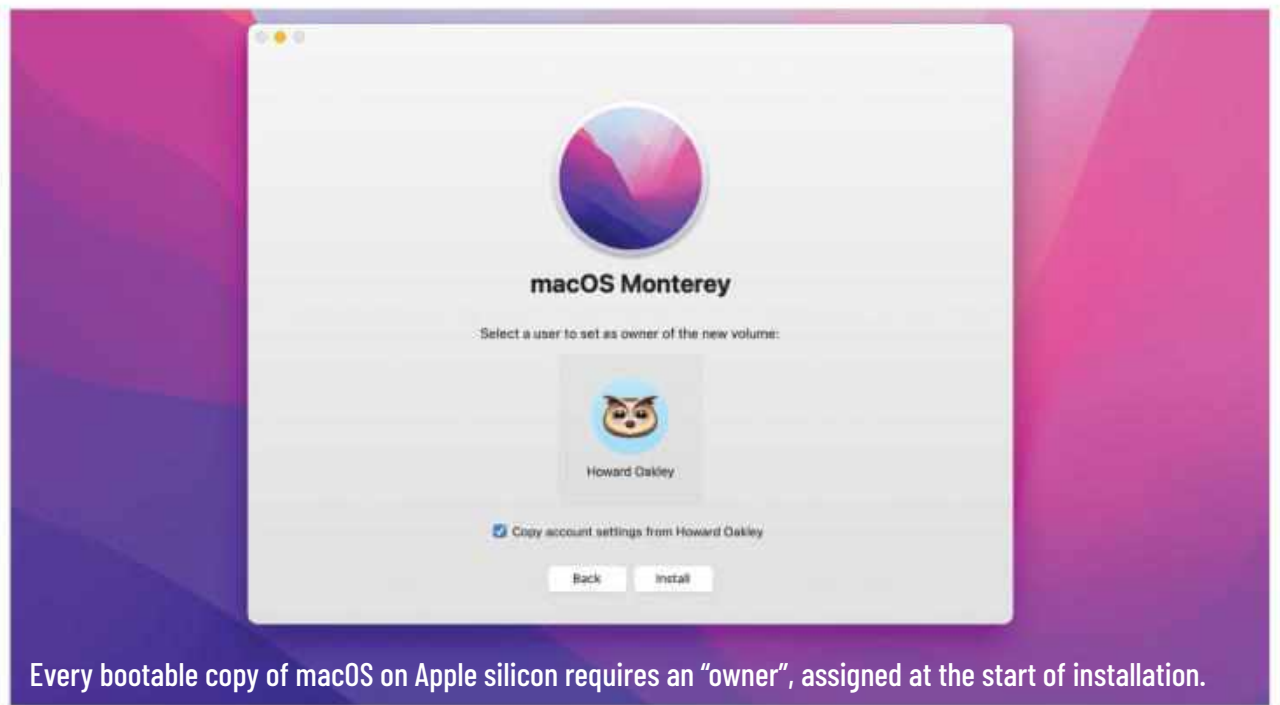 macOS Monterey
Select a user to set as owner of the new volume:
Howard Oakley
Copy account settings from Howard Oakley
Back Install
Every bootable copy of macOS on Apple silicon requires an “owner”, assigned at the start of installation.